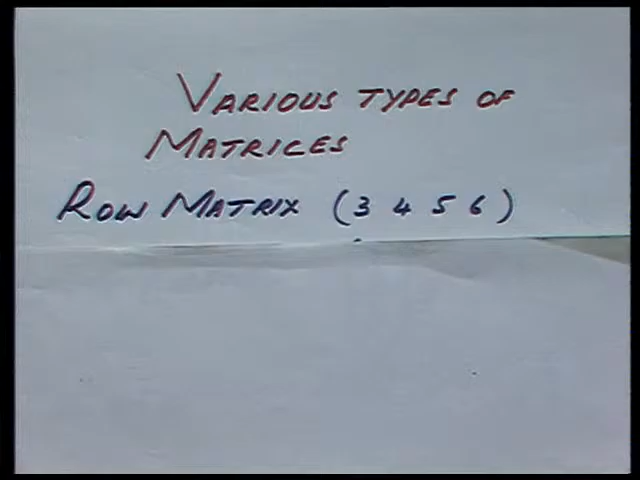 VARIOUS TYPES OF
MATRICES
ROW MATRIX (3 4 5 6)